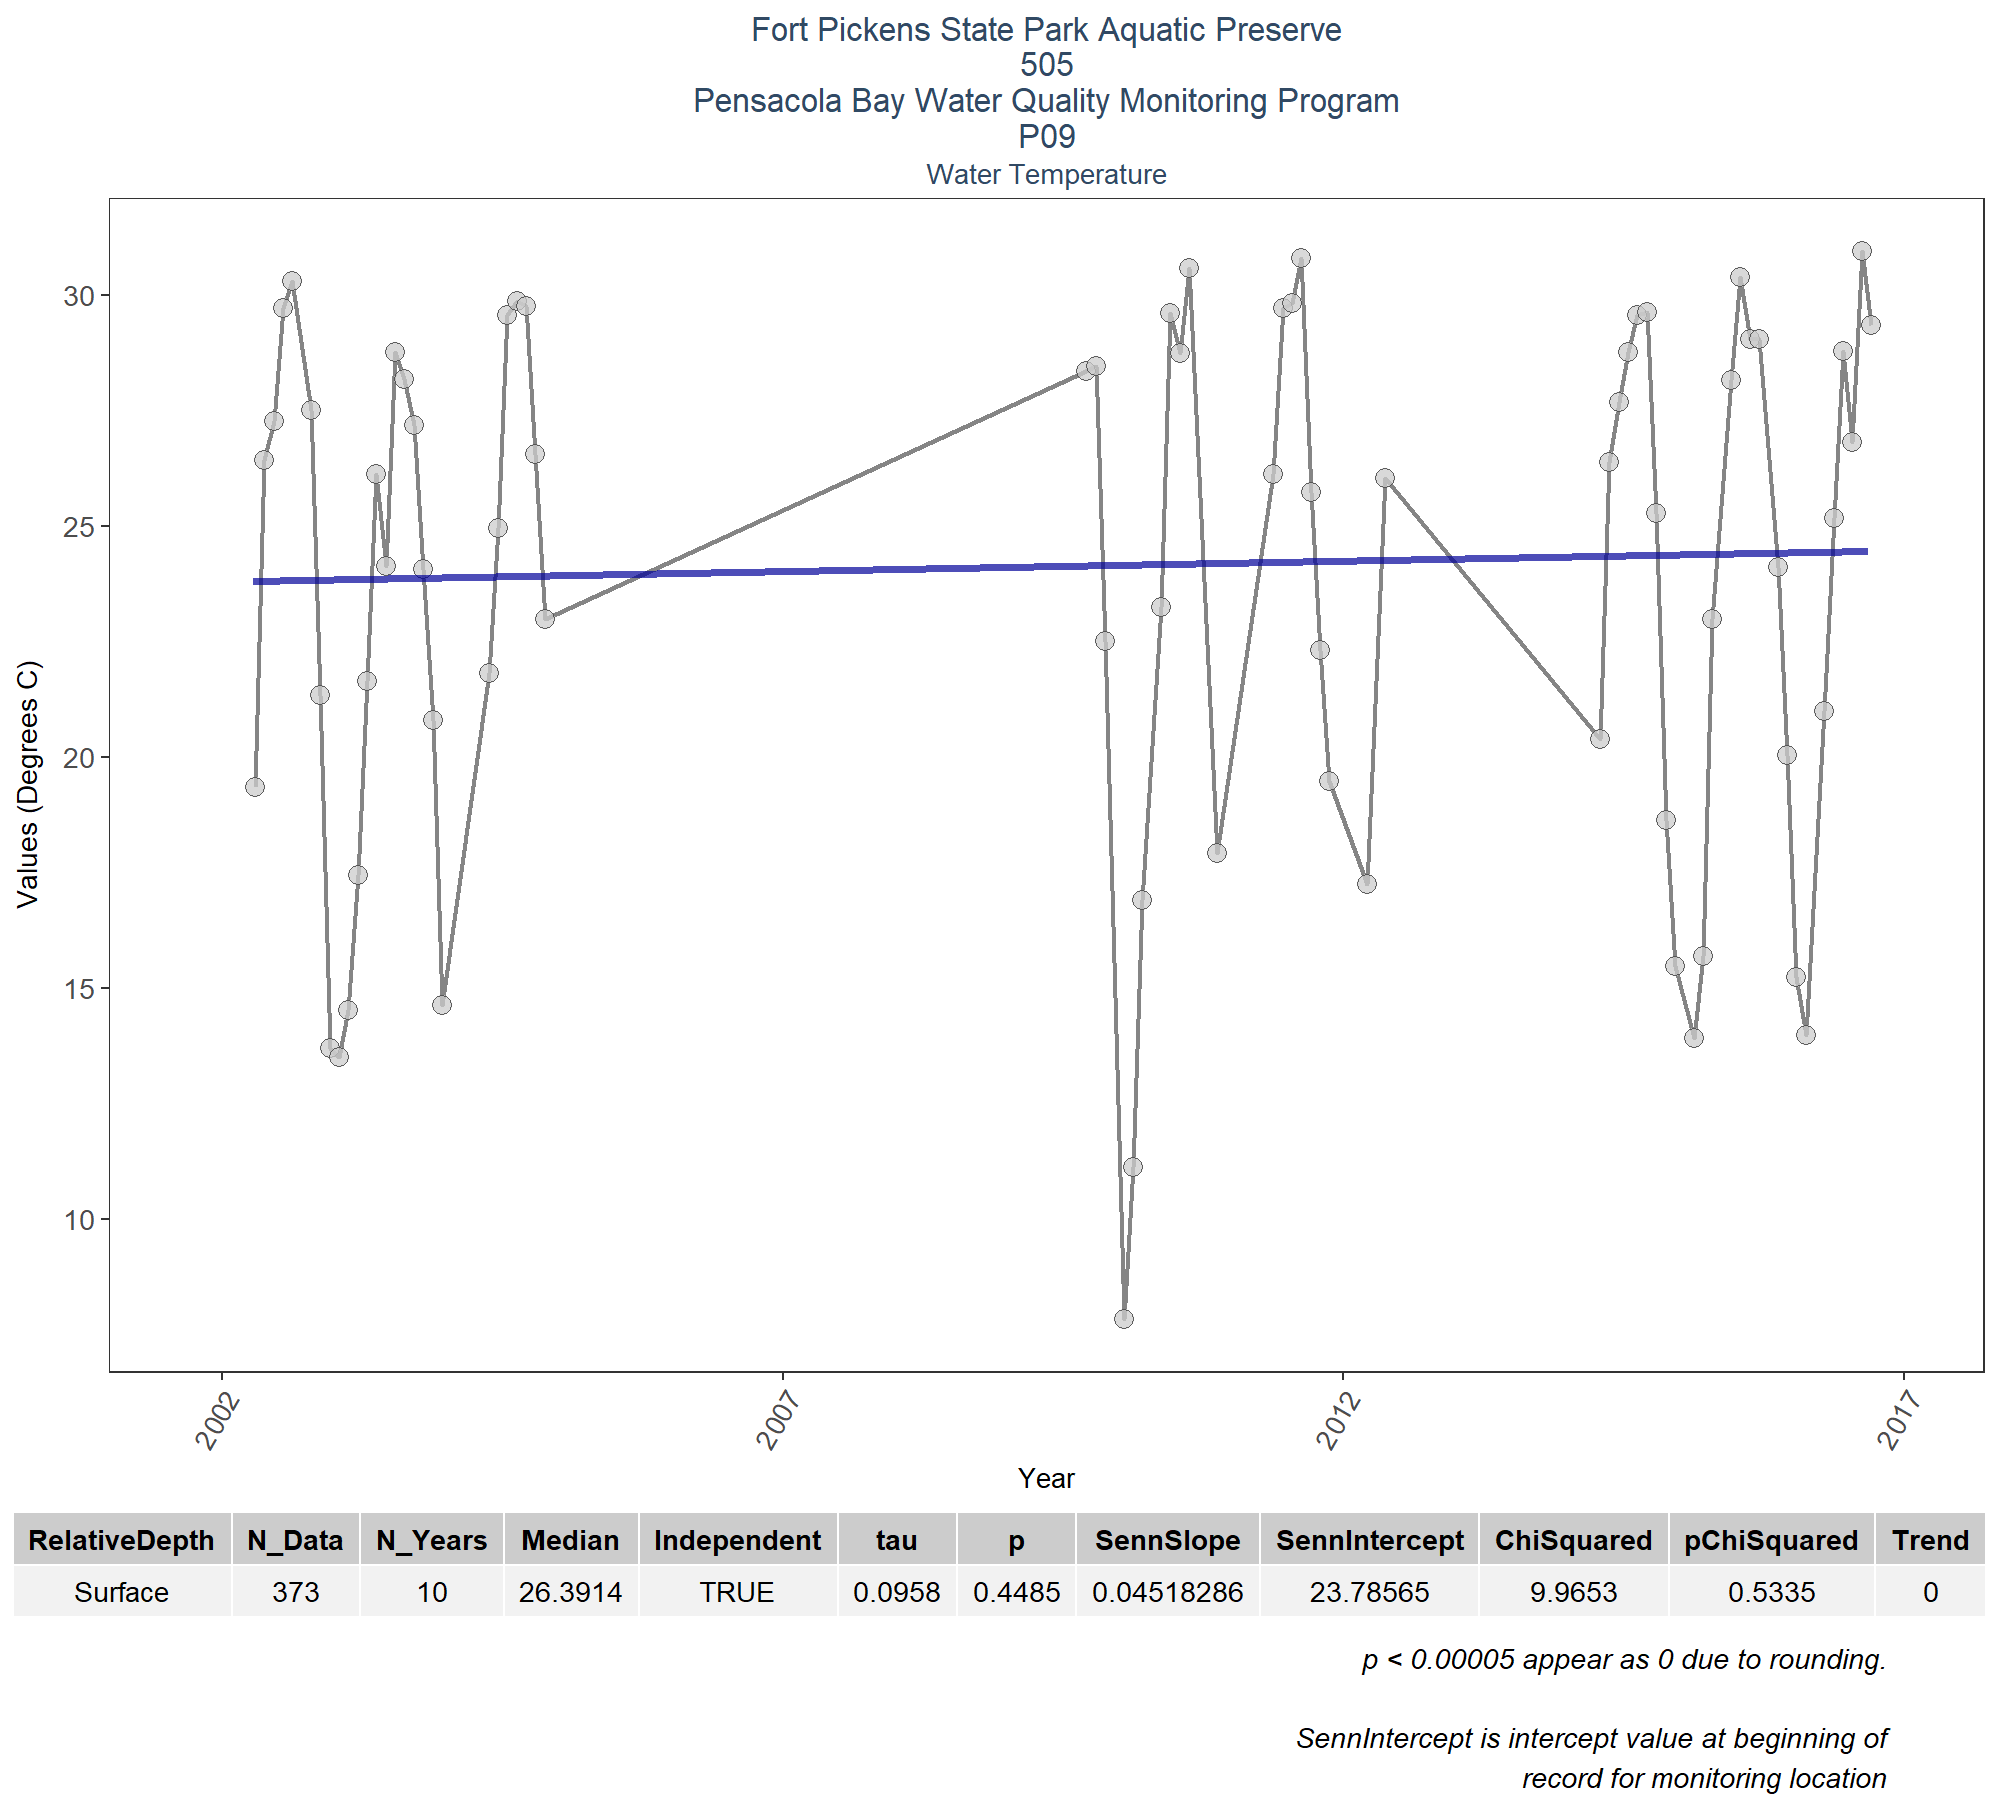 Fort Pickens State Park Aquatic Preserve
505
Pensacola Bay Water Quality Monitoring Program
P09
Water Temperature
30
25
20
15
10
Values (Degrees C)
2002
2007
2012
2017
Year
RelativeDepth N_Data N_Years Median Independent tau p SennSlope SennIntercept ChiSquared pChiSquared Trend
Surface 373 10 26.3914 TRUE 0.0958 0.4485 0.04518286 23.78565 9.9653 0.5335 0
p < 0.00005 appear as 0 due to rounding.
SennIntercept is intercept value at beginning of
record for monitoring location